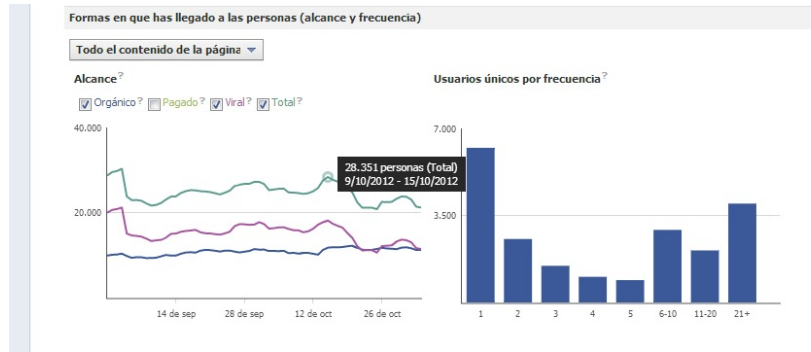 Formas en que has llegado a las personas (alcance y frecuencia)
Todo el contenido de la página
Alcance?
Orgánico? Pagado? Viral? Total?
40.000
20.000
28.351 personas (Total)
9/10/2012 - 15/10/2012
14 de sep 28 de sep 12 de oct 26 de oct
Usuarios únicos por frecuencia?
7.000
3.500
1 2 3 4 5 6-10 11-20 21+